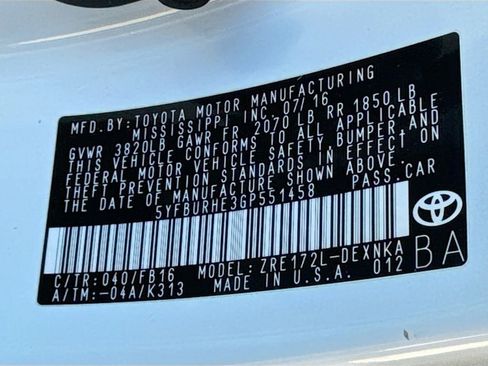 MFD.BY:TOYOTA MOTOR MANUFACTURING
MISSISSIPPI INC. 07/16
GVWR 3820LB GAWR FR 2070 LB RR 1850 LB
THIS VEHICLE CONFORMS TO ALL APPLICABLE
FEDERAL MOTOR VEHICLE SAFETY,BUMPER,AND
THEFT PREVENTION STANDARDS IN EFFECT ON
THE DATE OF MANUFACTURE SHOWN ABOVE.
5YFBURHE3GP551458 PASS.CAR
C/TR: 040/FB16 MODEL: ZRE172L-DEXNKA
A/TM:-04A/K313 MADE IN U.S.A. 012
BA